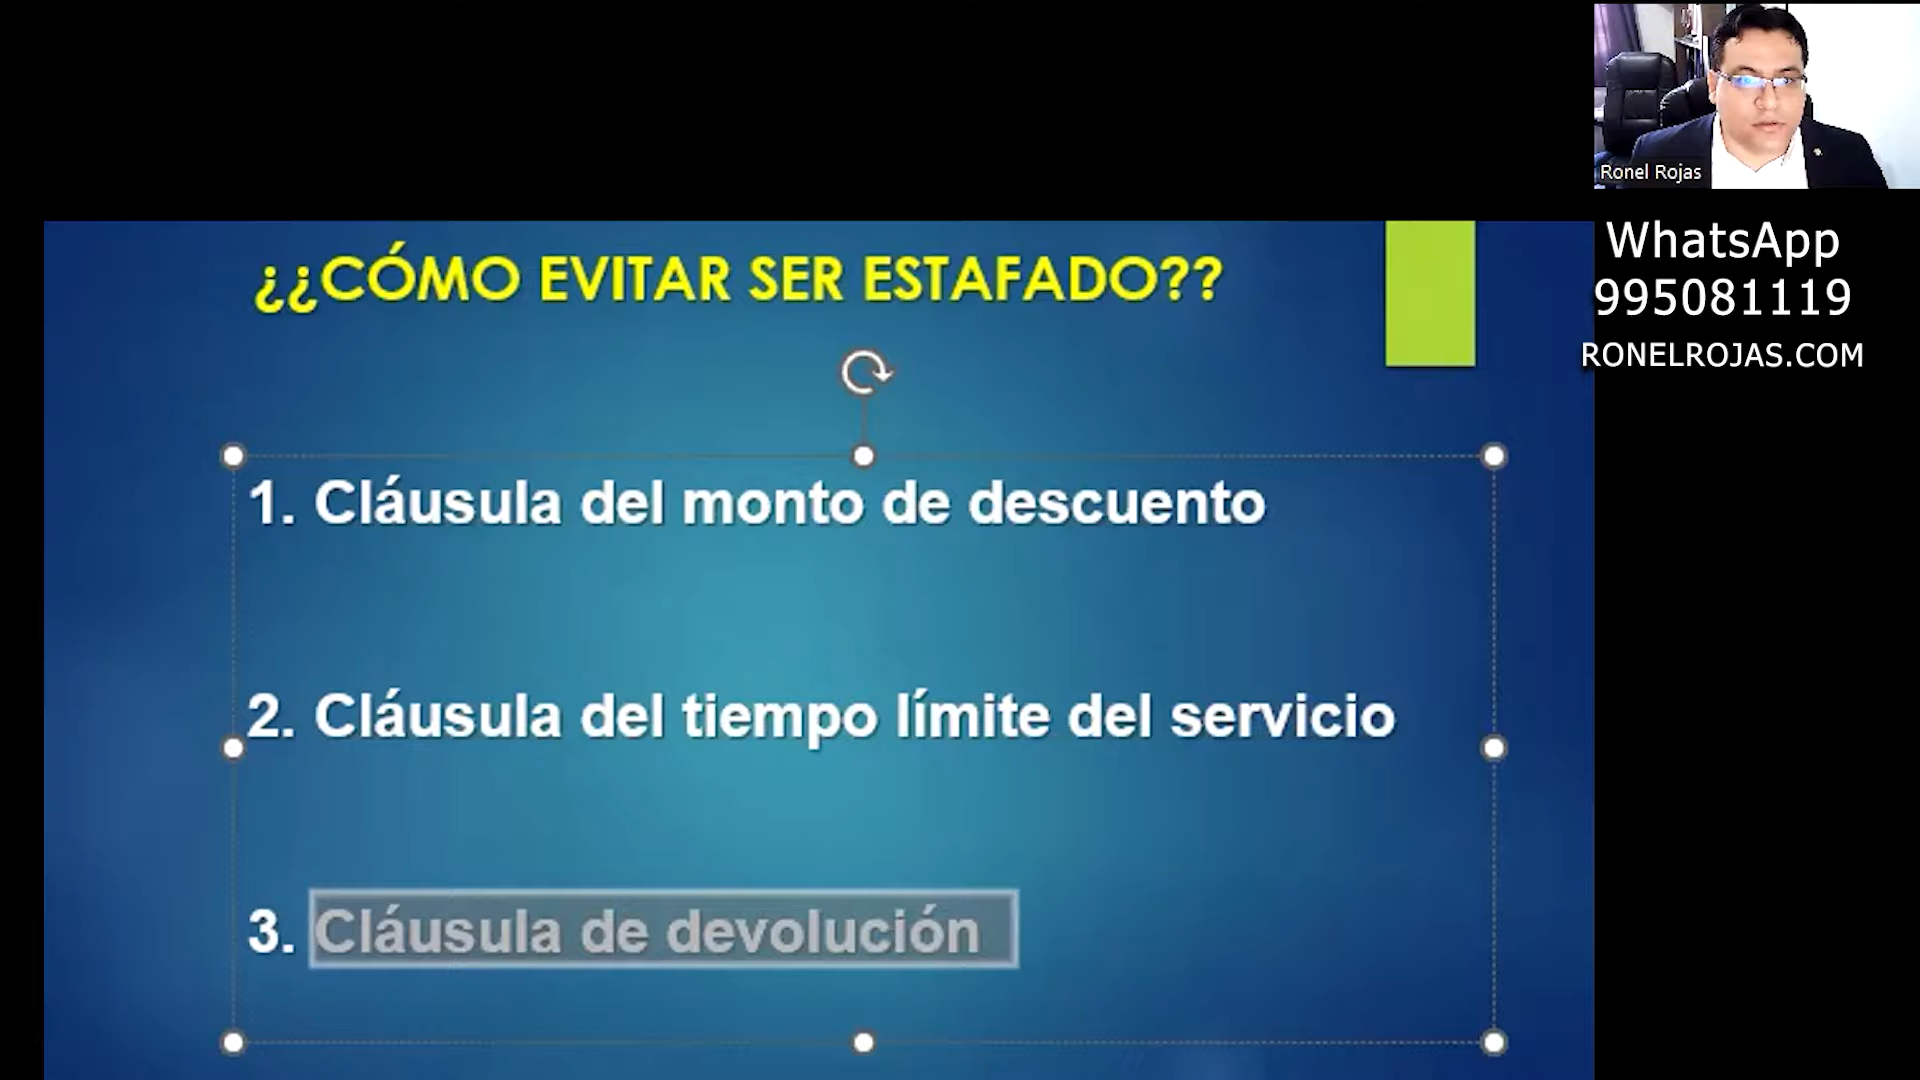 Ronel Rojas
WhatsApp
995081119
RONELROJAS.COM
¿¿CÓMO EVITAR SER ESTAFADO??
1. Cláusula del monto de descuento
2. Cláusula del tiempo límite del servicio
3. Cláusula de devolución